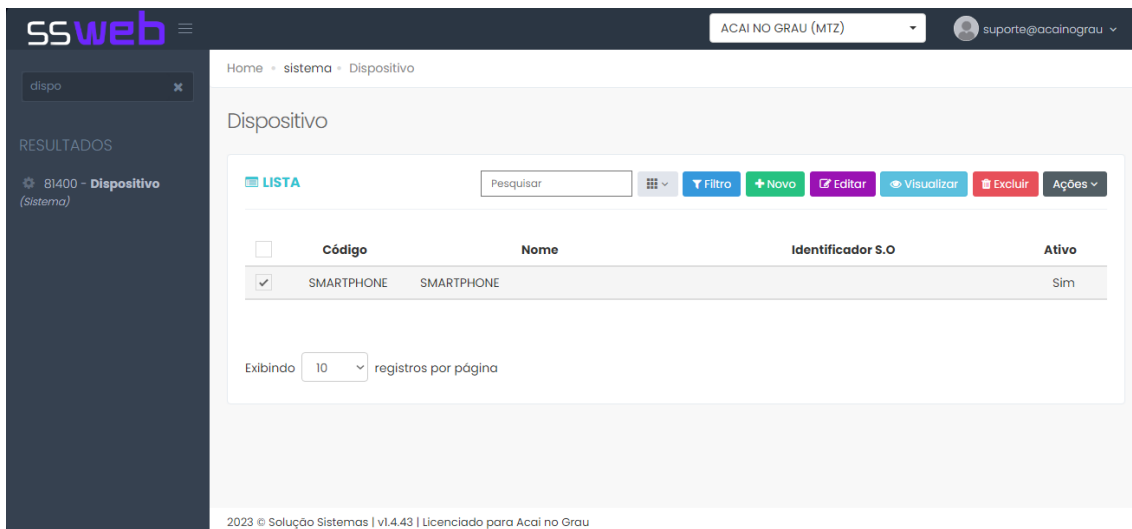 ssweb
ACAI NO GRAU (MTZ)
suporte@acainograu
dispo
Home sistema Dispositivo
Dispositivo
RESULTADOS
81400 - Dispositivo
(Sistema)
LISTA
Pesquisar
Filtro
Novo
Editar
Visualizar
Excluir
Ações
Código Nome Identificador S.O Ativo
SMARTPHONE SMARTPHONE Sim
Exibindo 10 registros por página
2023 © Solução Sistemas | v1.4.43 | Licenciado para Acai no Grau